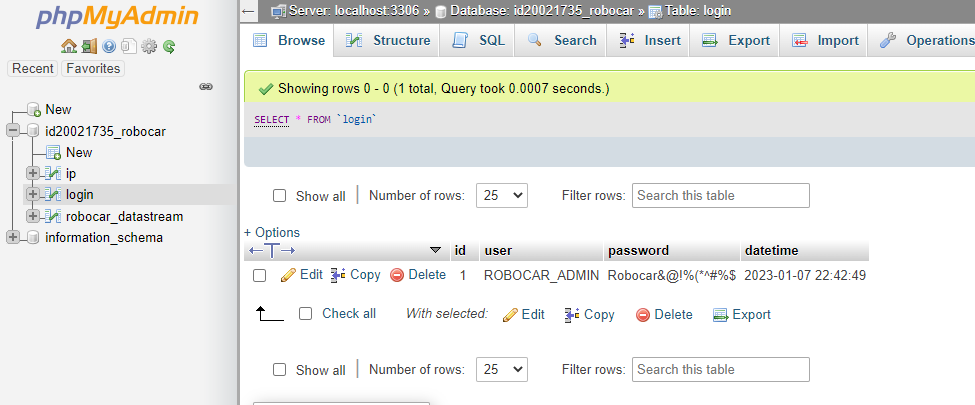 phpMyAdmin
Recent Favorites
New
id20021735_robocar
New
ip
login
robocar_datastream
information_schema
Server: localhost:3306 » Database: id20021735_robocar » Table: login
Browse Structure SQL Search Insert Export Import Operations
Showing rows 0 - 0 (1 total, Query took 0.0007 seconds.)
SELECT * FROM `login`
Show all Number of rows: 25 Filter rows: Search this table
+ Options
id user password datetime
Edit Copy Delete 1 ROBOCAR_ADMIN Robocar&@!%(*^#%$ 2023-01-07 22:42:49
Check all With selected: Edit Copy Delete Export
Show all Number of rows: 25 Filter rows: Search this table